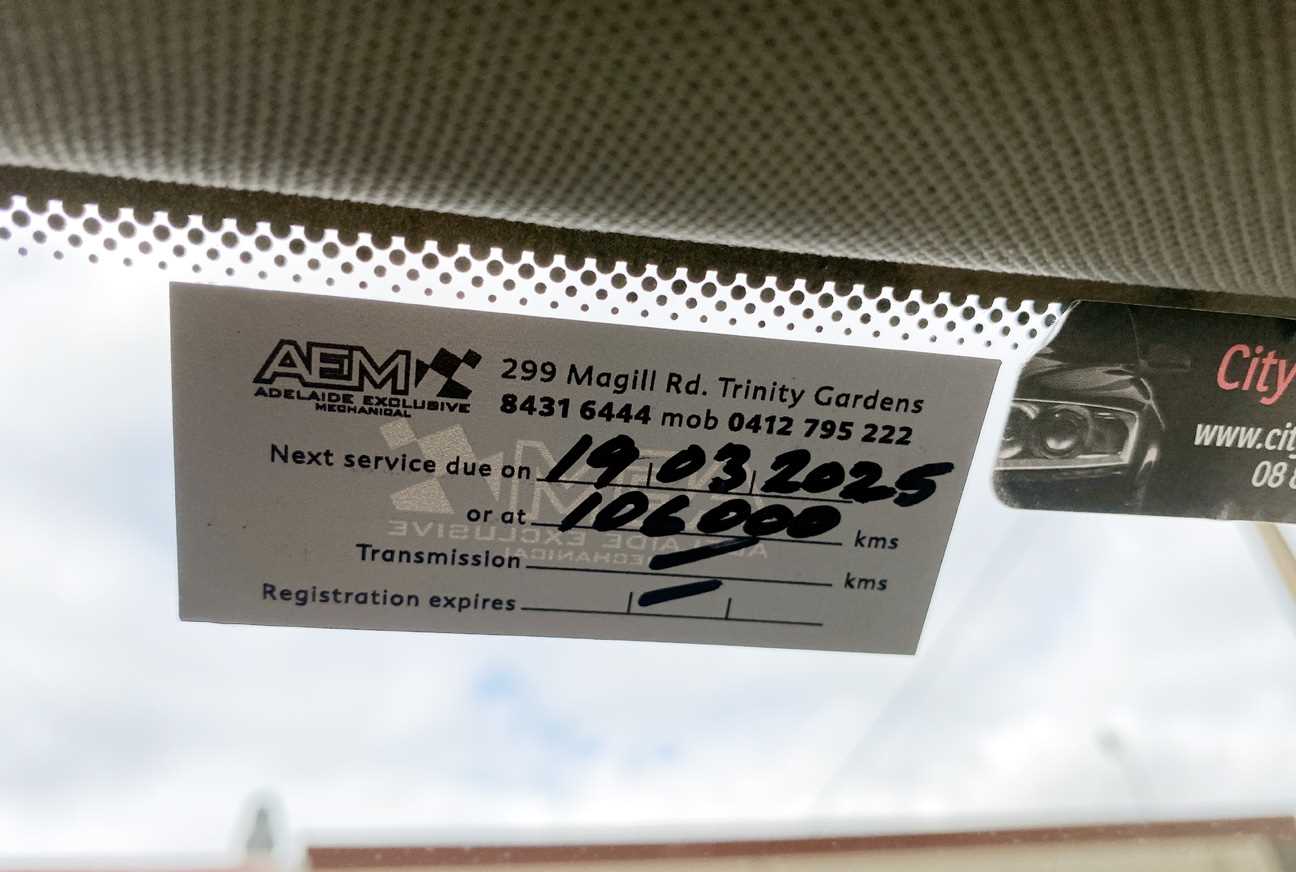 AEM
ADELAIDE EXCLUSIVE
MECHANICAL
299 Magill Rd. Trinity Gardens
8431 6444 mob 0412 795 222
Next service due on 19 03 2025
or at 106000 kms
Transmission — kms
Registration expires —
City
www.cit
08 8